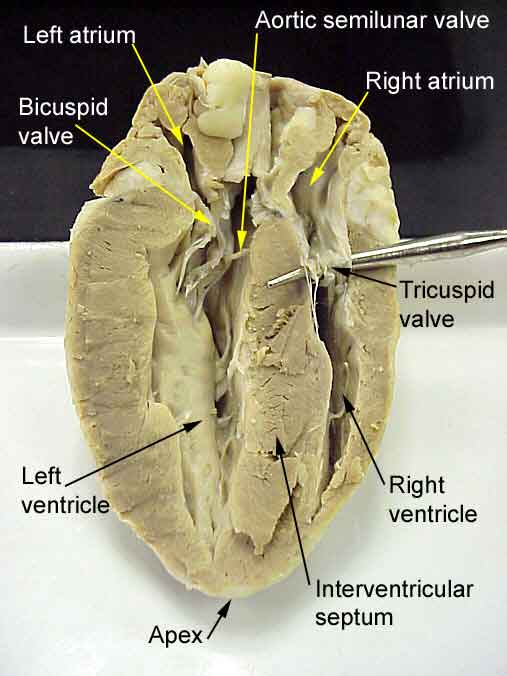 Aortic semilunar valve
Left atrium
Right atrium
Bicuspid
valve
Tricuspid
valve
Left
ventricle
Right
ventricle
Interventricular
septum
Apex